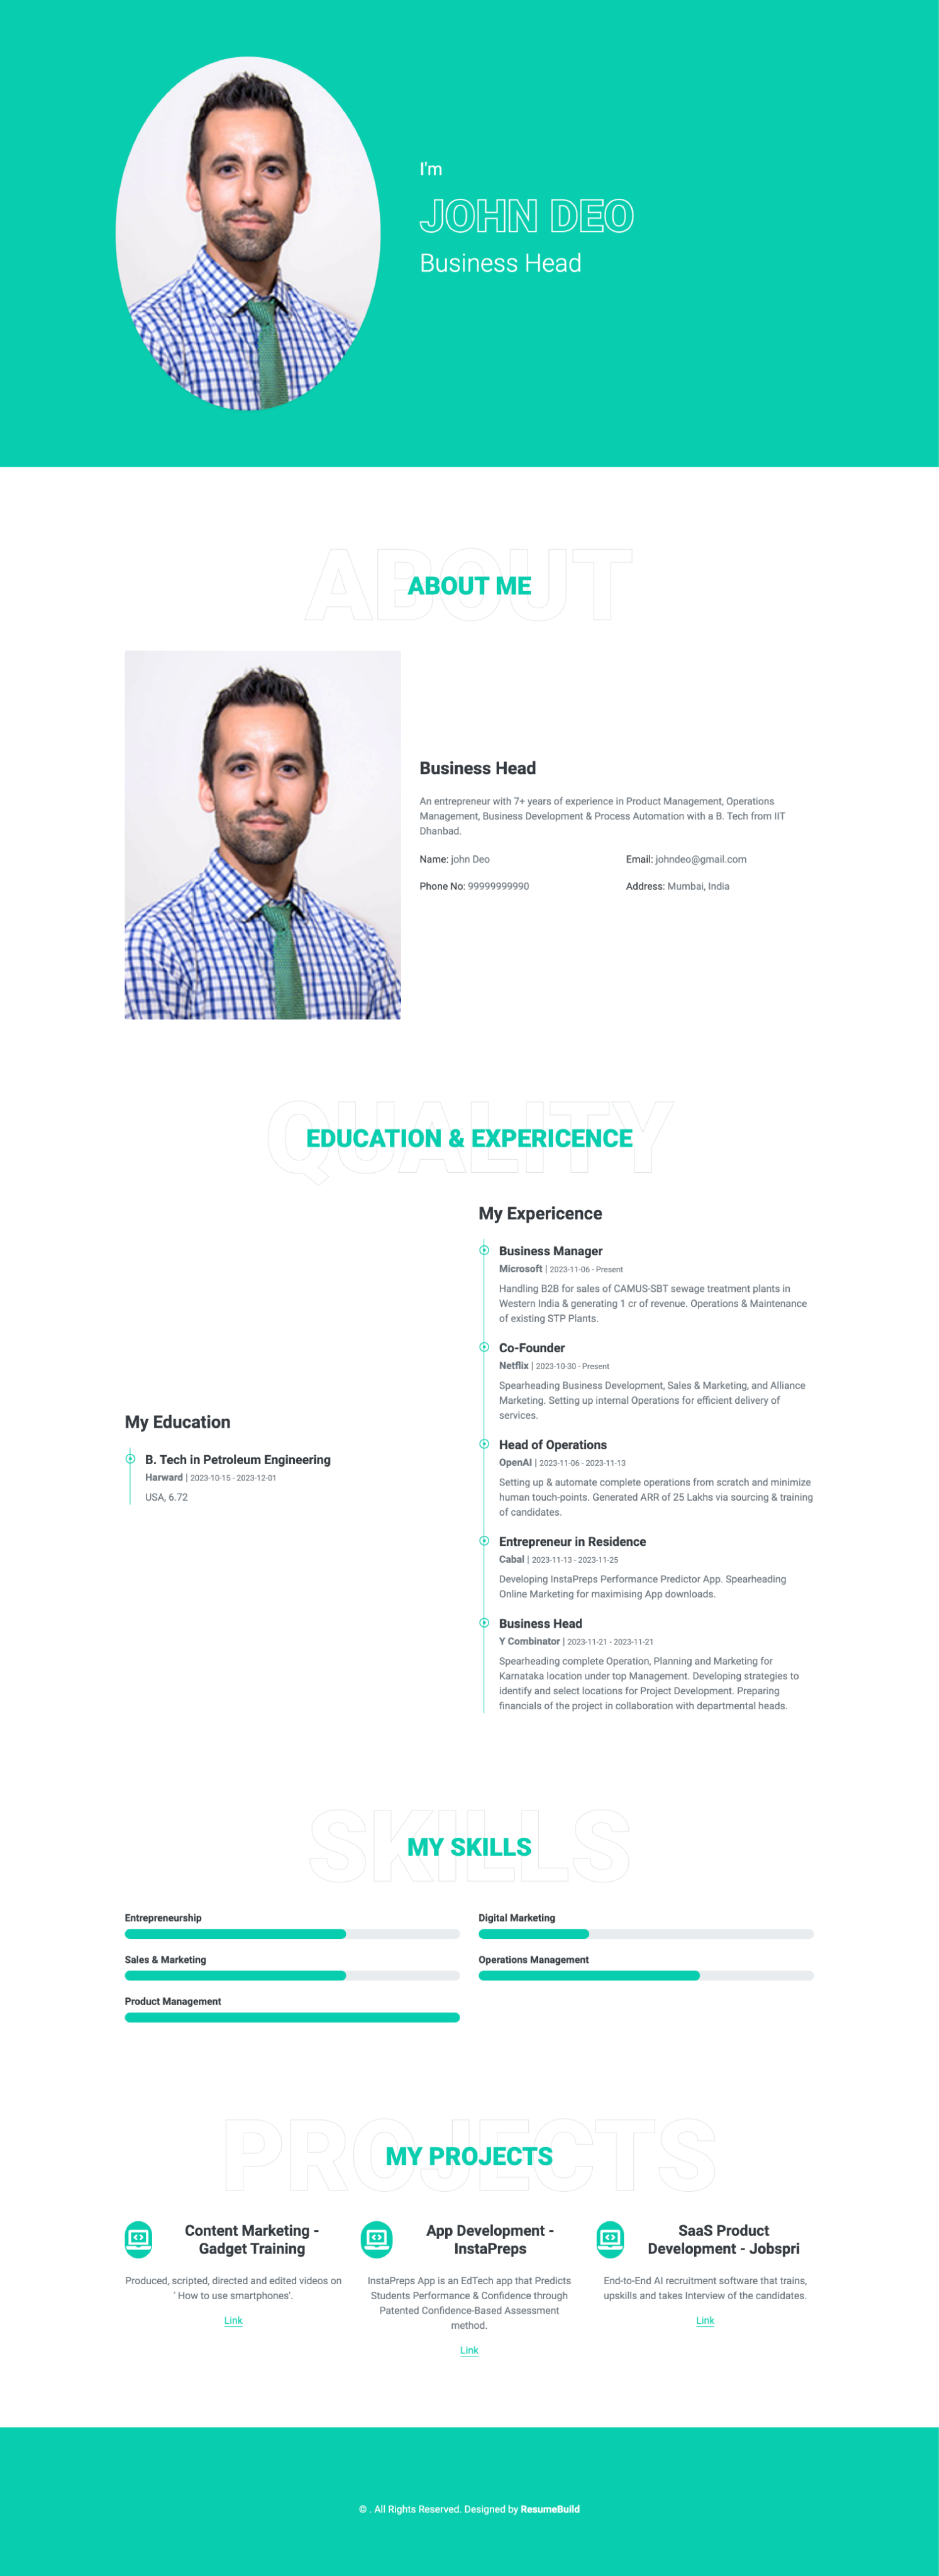 I'm
JOHN DEO
Business Head
ABOUT
ABOUT ME
Business Head
An entrepreneur with 7+ years of experience in Product Management, Operations
Management, Business Development & Process Automation with a B. Tech from IIT
Dhanbad.
Name: john Deo
Email: johndeo@gmail.com
Phone No: 99999999990
Address: Mumbai, India
QUALITY
EDUCATION & EXPERICENCE
My Education
B. Tech in Petroleum Engineering
Harward | 2023-10-15 - 2023-12-01
USA, 6.72
My Expericence
Business Manager
Microsoft | 2023-11-06 - Present
Handling B2B for sales of CAMUS-SBT sewage treatment plants in
Western India & generating 1 cr of revenue. Operations & Maintenance
of existing STP Plants.
Co-Founder
Netflix | 2023-10-30 - Present
Spearheading Business Development, Sales & Marketing, and Alliance
Marketing. Setting up internal Operations for efficient delivery of
services.
Head of Operations
OpenAI | 2023-11-06 - 2023-11-13
Setting up & automate complete operations from scratch and minimize
human touch-points. Generated ARR of 25 Lakhs via sourcing & training
of candidates.
Entrepreneur in Residence
Cabal | 2023-11-13 - 2023-11-25
Developing InstaPreps Performance Predictor App. Spearheading
Online Marketing for maximising App downloads.
Business Head
Y Combinator | 2023-11-21 - 2023-11-21
Spearheading complete Operation, Planning and Marketing for
Karnataka location under top Management. Developing strategies to
identify and select locations for Project Development. Preparing
financials of the project in collaboration with departmental heads.
SKILLS
MY SKILLS
Entrepreneurship
Digital Marketing
Sales & Marketing
Operations Management
Product Management
PROJECTS
MY PROJECTS
Content Marketing -
Gadget Training
Produced, scripted, directed and edited videos on
' How to use smartphones'.
Link
App Development -
InstaPreps
InstaPreps App is an EdTech app that Predicts
Students Performance & Confidence through
Patented Confidence-Based Assessment
method.
Link
SaaS Product
Development - Jobspri
End-to-End AI recruitment software that trains,
upskills and takes Interview of the candidates.
Link
© . All Rights Reserved. Designed by ResumeBuild